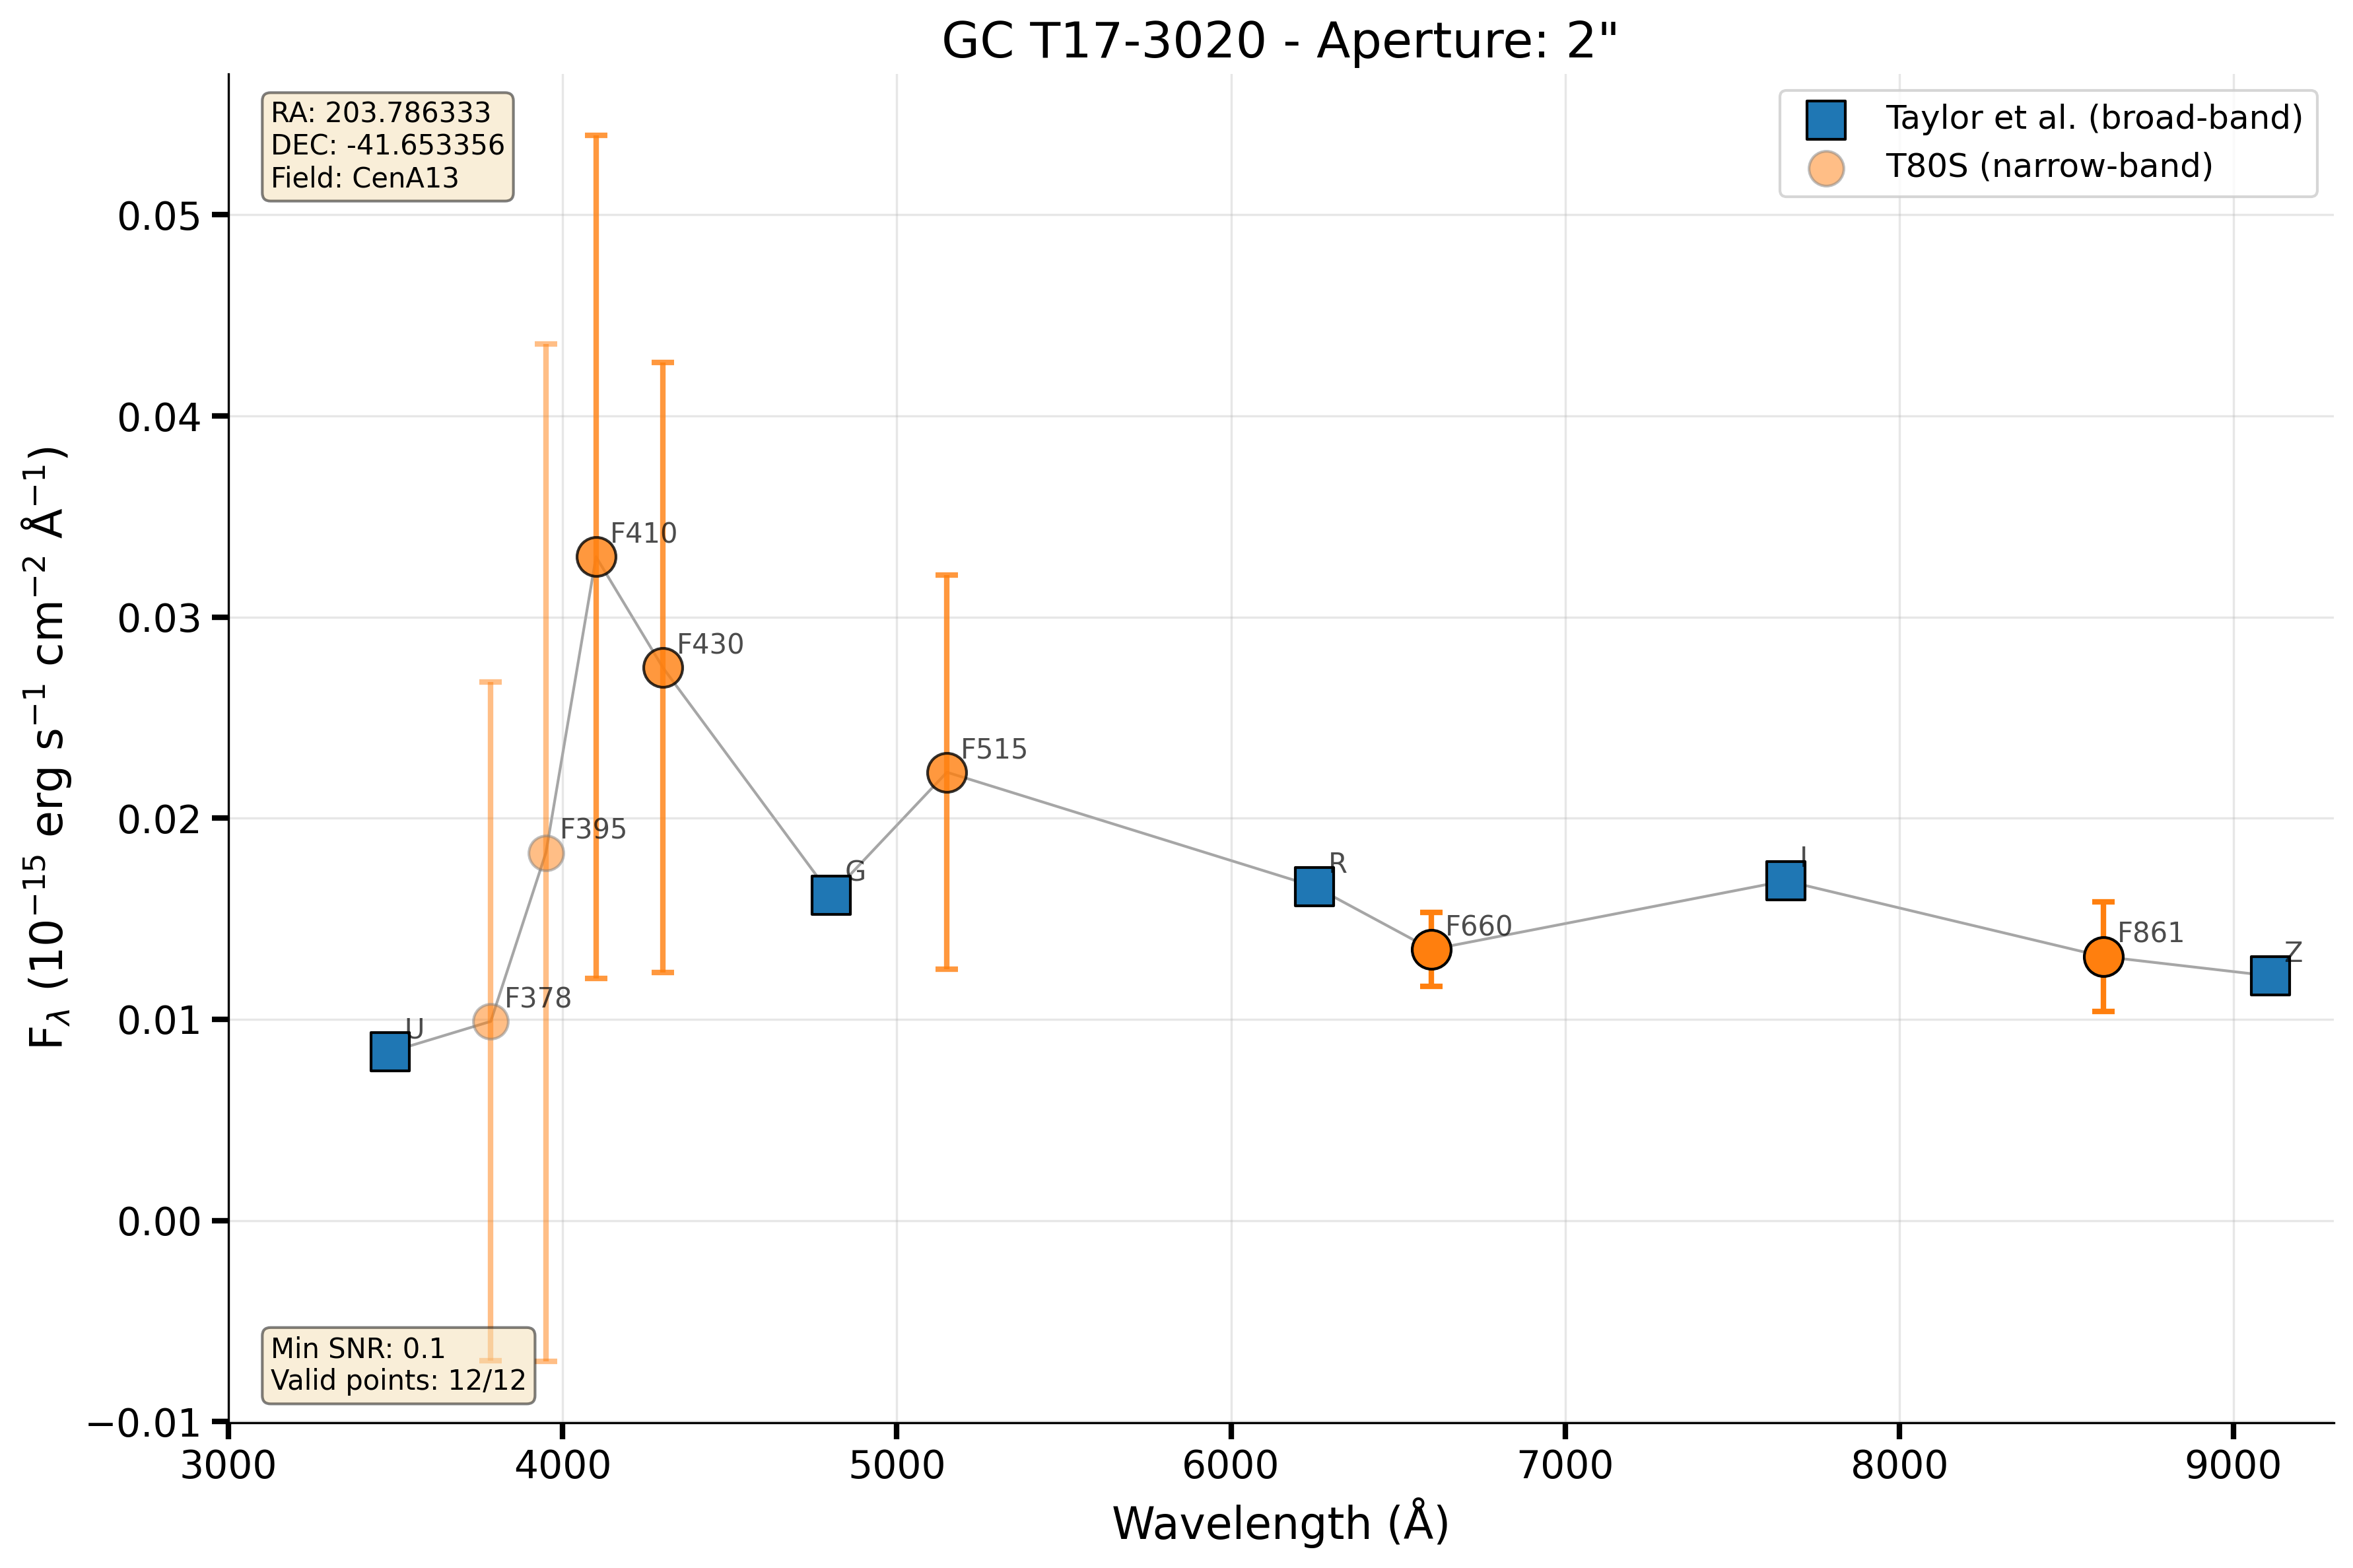 GC T17-3020 - Aperture: 2"
RA: 203.786333
DEC: -41.653356
Field: CenA13
Taylor et al. (broad-band)
T80S (narrow-band)
0.05
0.04
0.03
0.02
0.01
0.00
−0.01
F$_λ$ (10$^{−15}$ erg s$^{−1}$ cm$^{−2}$ Å$^{−1}$)
F410
F430
F515
F395
G
R
I
F660
F861
Z
F378
U
Min SNR: 0.1
Valid points: 12/12
3000 4000 5000 6000 7000 8000 9000
Wavelength (Å)